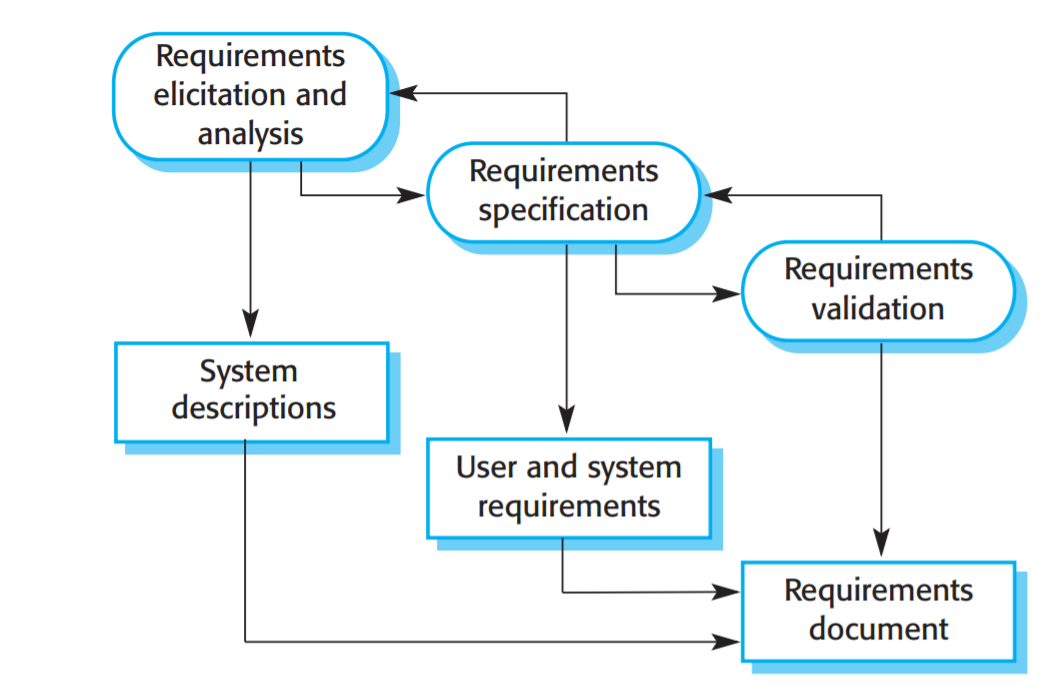 Requirements
elicitation and
analysis
Requirements
specification
Requirements
validation
System
descriptions
User and system
requirements
Requirements
document